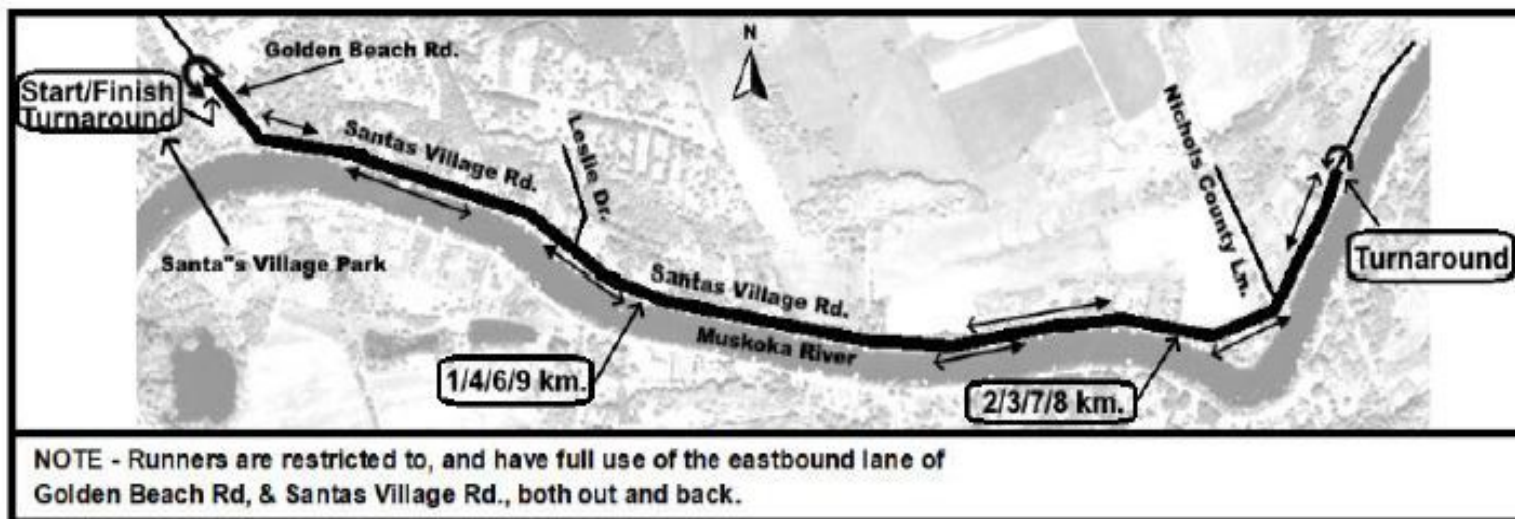 N
Golden Beach Rd.
Start/Finish
Turnaround
Santas Village Rd.
Leslie Dr.
Nichols County Ln.
Santa"s Village Park
Turnaround
Santas Village Rd.
Muskoka River
1/4/6/9 km.
2/3/7/8 km.
NOTE - Runners are restricted to, and have full use of the eastbound lane of
Golden Beach Rd, & Santas Village Rd., both out and back.